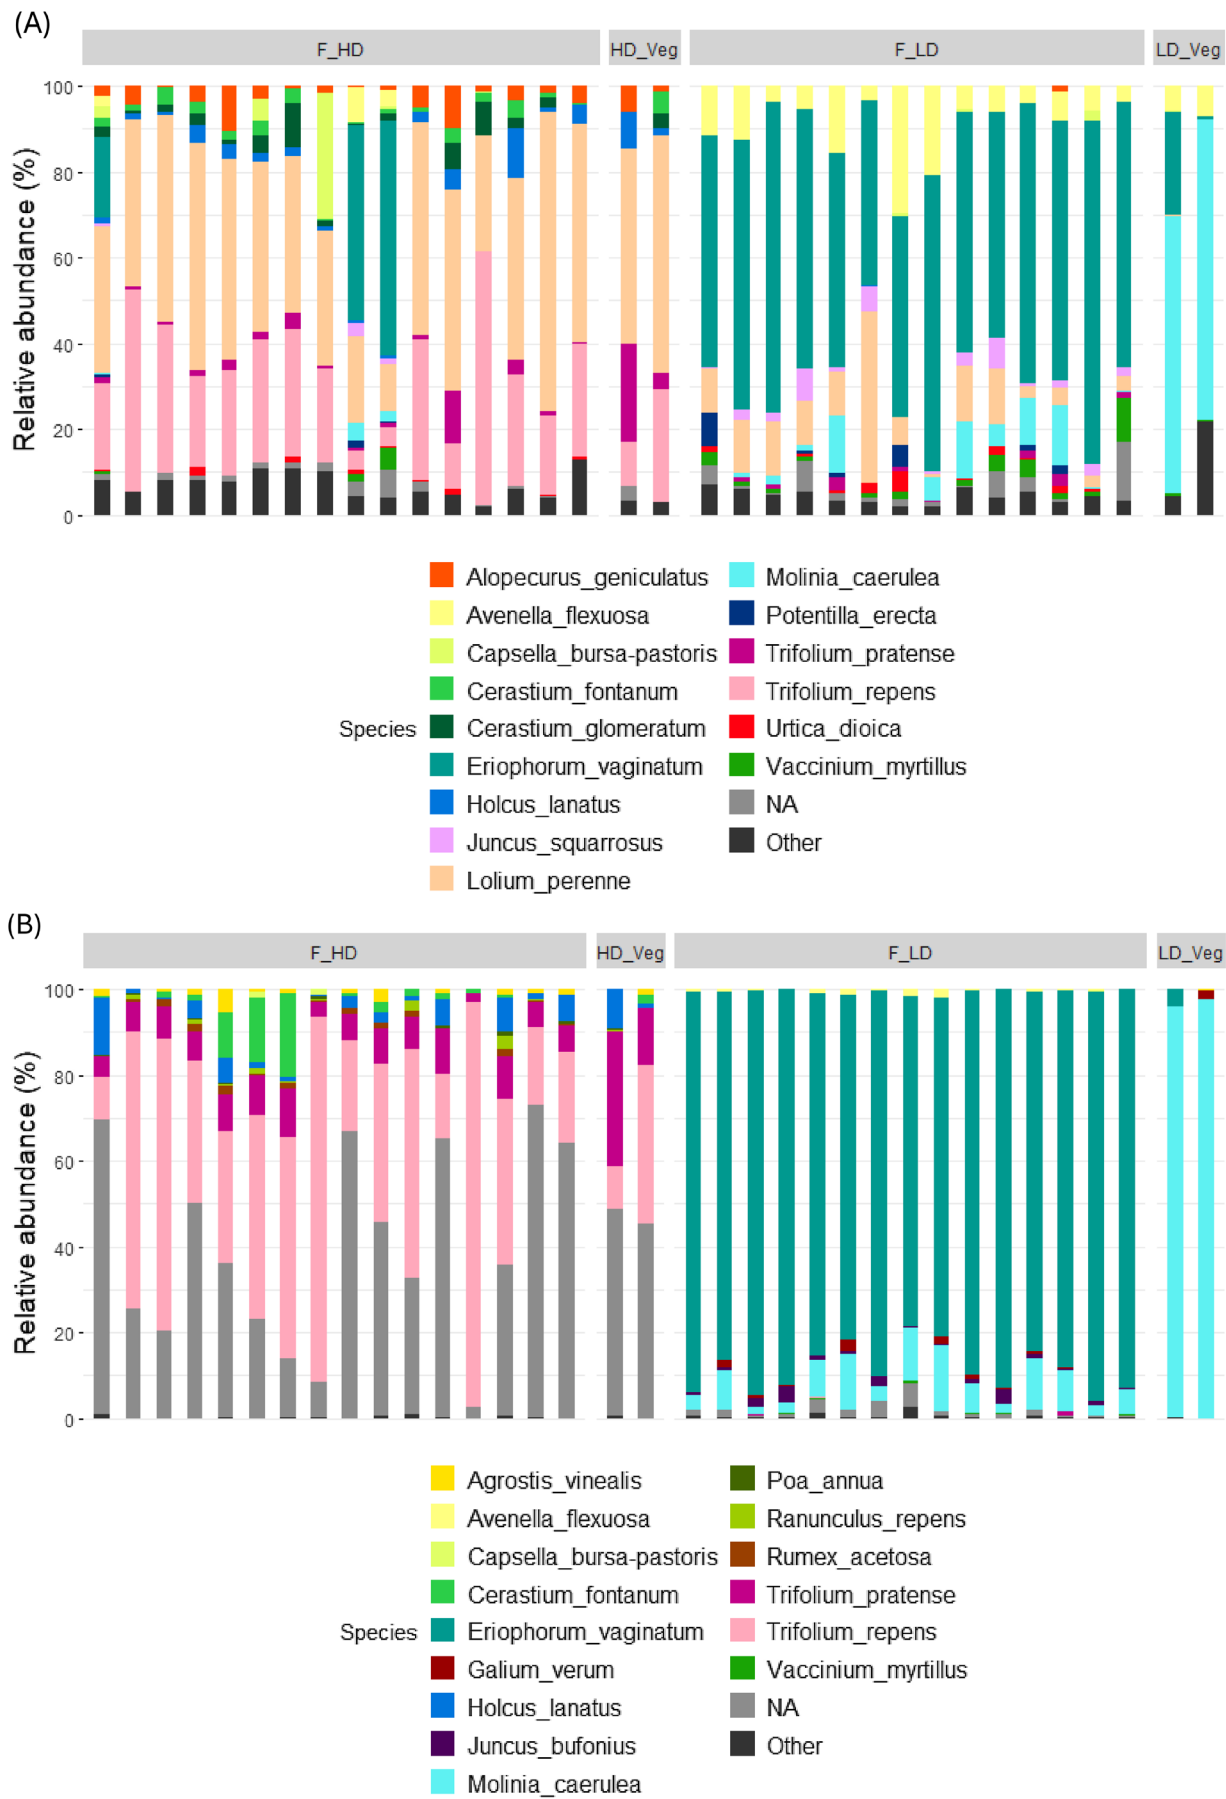 (A)
F_HD HD_Veg F_LD LD_Veg
Relative abundance (%)
100
80
60
40
20
0
Species
Alopecurus_geniculatus
Avenella_flexuosa
Capsella_bursa-pastoris
Cerastium_fontanum
Cerastium_glomeratum
Eriophorum_vaginatum
Holcus_lanatus
Juncus_squarrosus
Lolium_perenne
Molinia_caerulea
Potentilla_erecta
Trifolium_pratense
Trifolium_repens
Urtica_dioica
Vaccinium_myrtillus
NA
Other
(B)
F_HD HD_Veg F_LD LD_Veg
Relative abundance (%)
100
80
60
40
20
0
Species
Agrostis_vinealis
Avenella_flexuosa
Capsella_bursa-pastoris
Cerastium_fontanum
Eriophorum_vaginatum
Galium_verum
Holcus_lanatus
Juncus_bufonius
Molinia_caerulea
Poa_annua
Ranunculus_repens
Rumex_acetosa
Trifolium_pratense
Trifolium_repens
Vaccinium_myrtillus
NA
Other